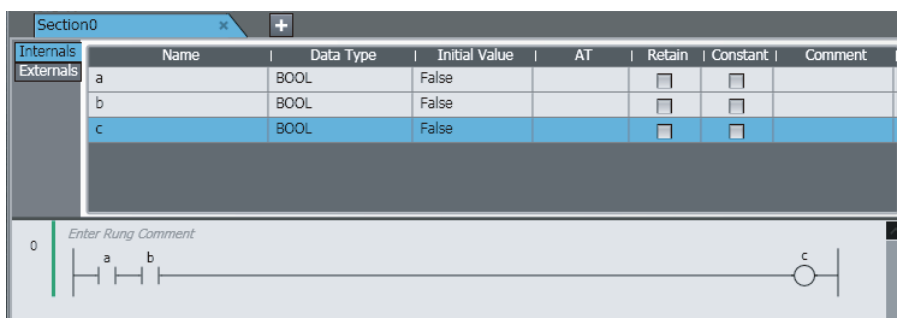 Section0 × +
Internals
Externals
Name Data Type Initial Value AT Retain Constant Comment
a BOOL False
b BOOL False
c BOOL False
Enter Rung Comment
0
a b c